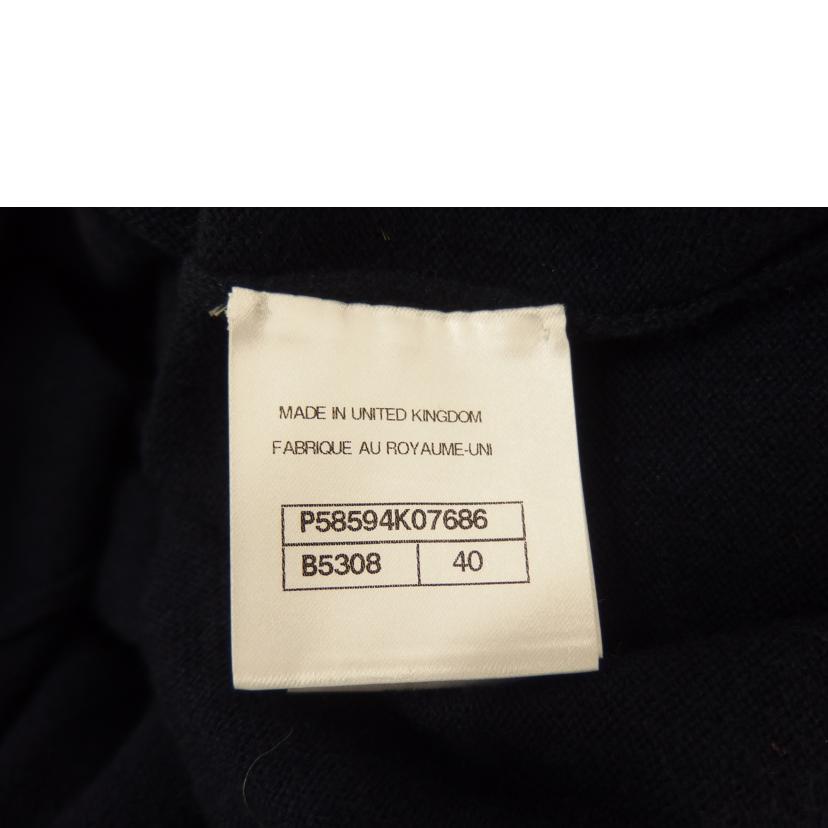 MADE IN UNITED KINGDOM
FABRIQUE AU ROYAUME-UNI
P58594K07686
B5308 40